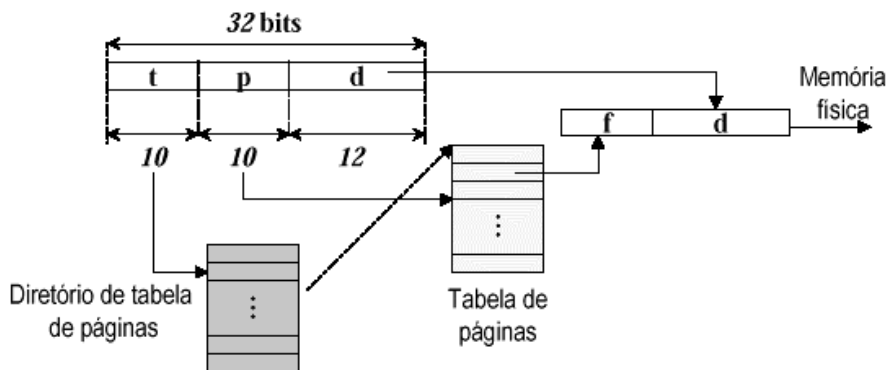 32 bits
t p d
10 10 12
f d
Memória
física
Diretório de tabela
de páginas
Tabela de
páginas